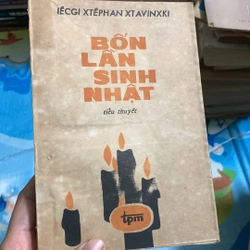 IÊCGI XTÊPHAN XTAVINXKI
BỐN
LẦN
SINH
NHẬT
tiểu thuyết
tpm